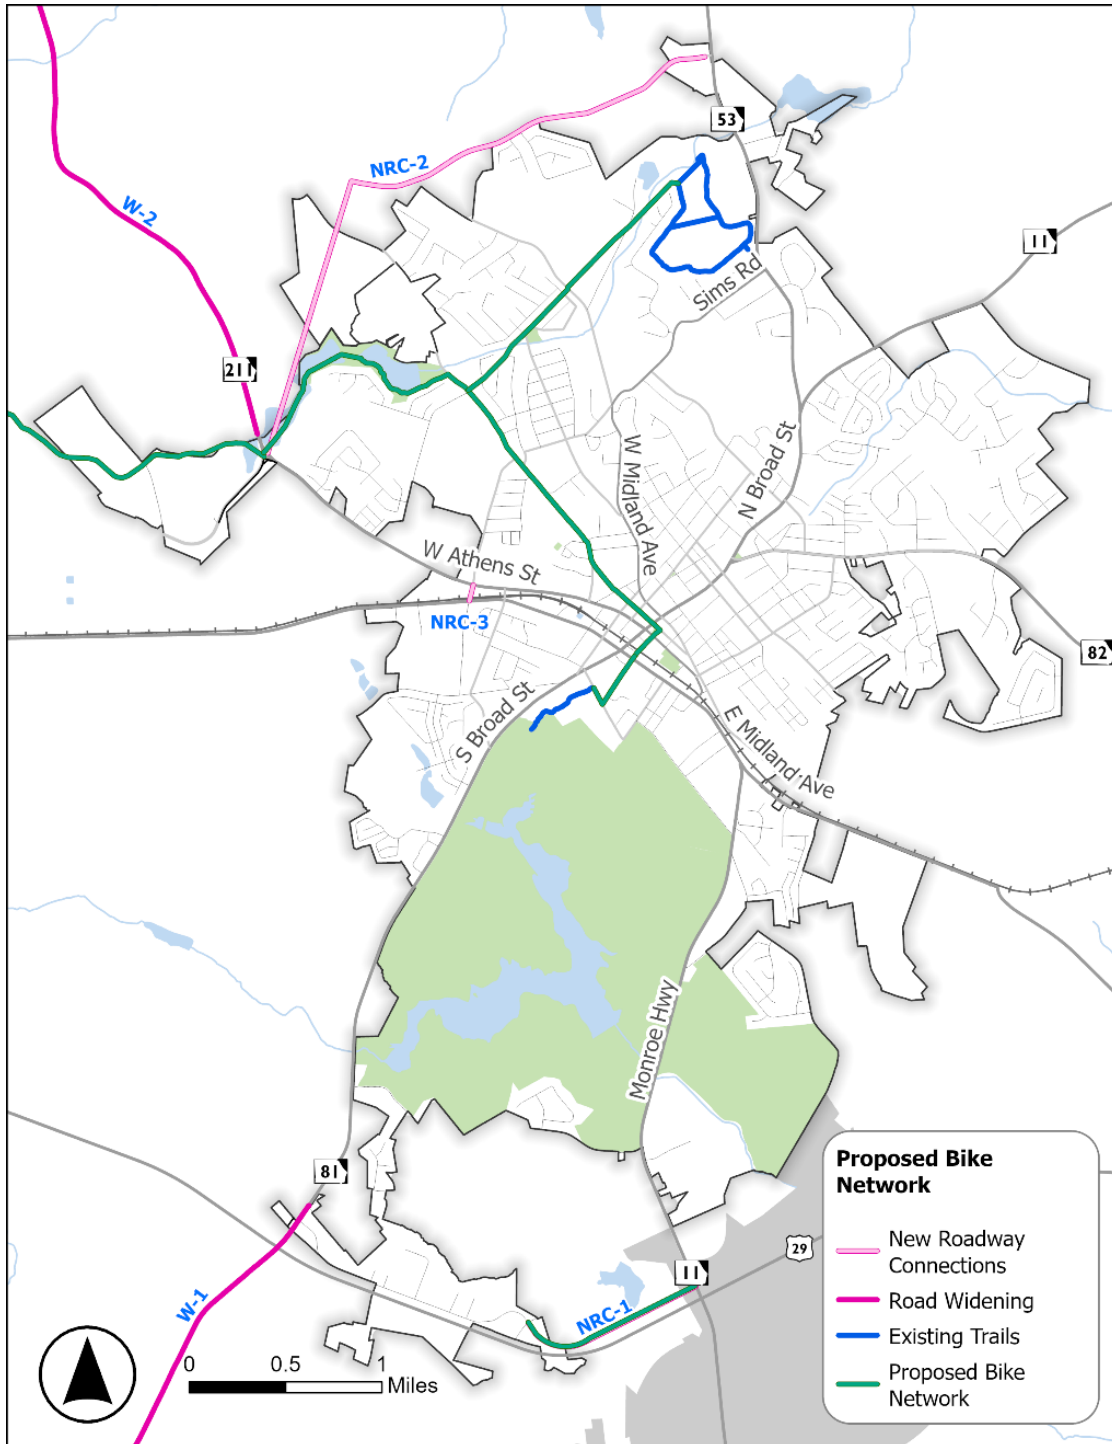 53
NRC-2
W-2
11
Sims Rd
211
W Midland Ave
N Broad St
W Athens St
NRC-3
82
S Broad St
E Midland Ave
Monroe Hwy
81
29
11
NRC-1
W-1
Proposed Bike
Network
New Roadway
Connections
Road Widening
Existing Trails
Proposed Bike
Network
0 0.5 1
Miles